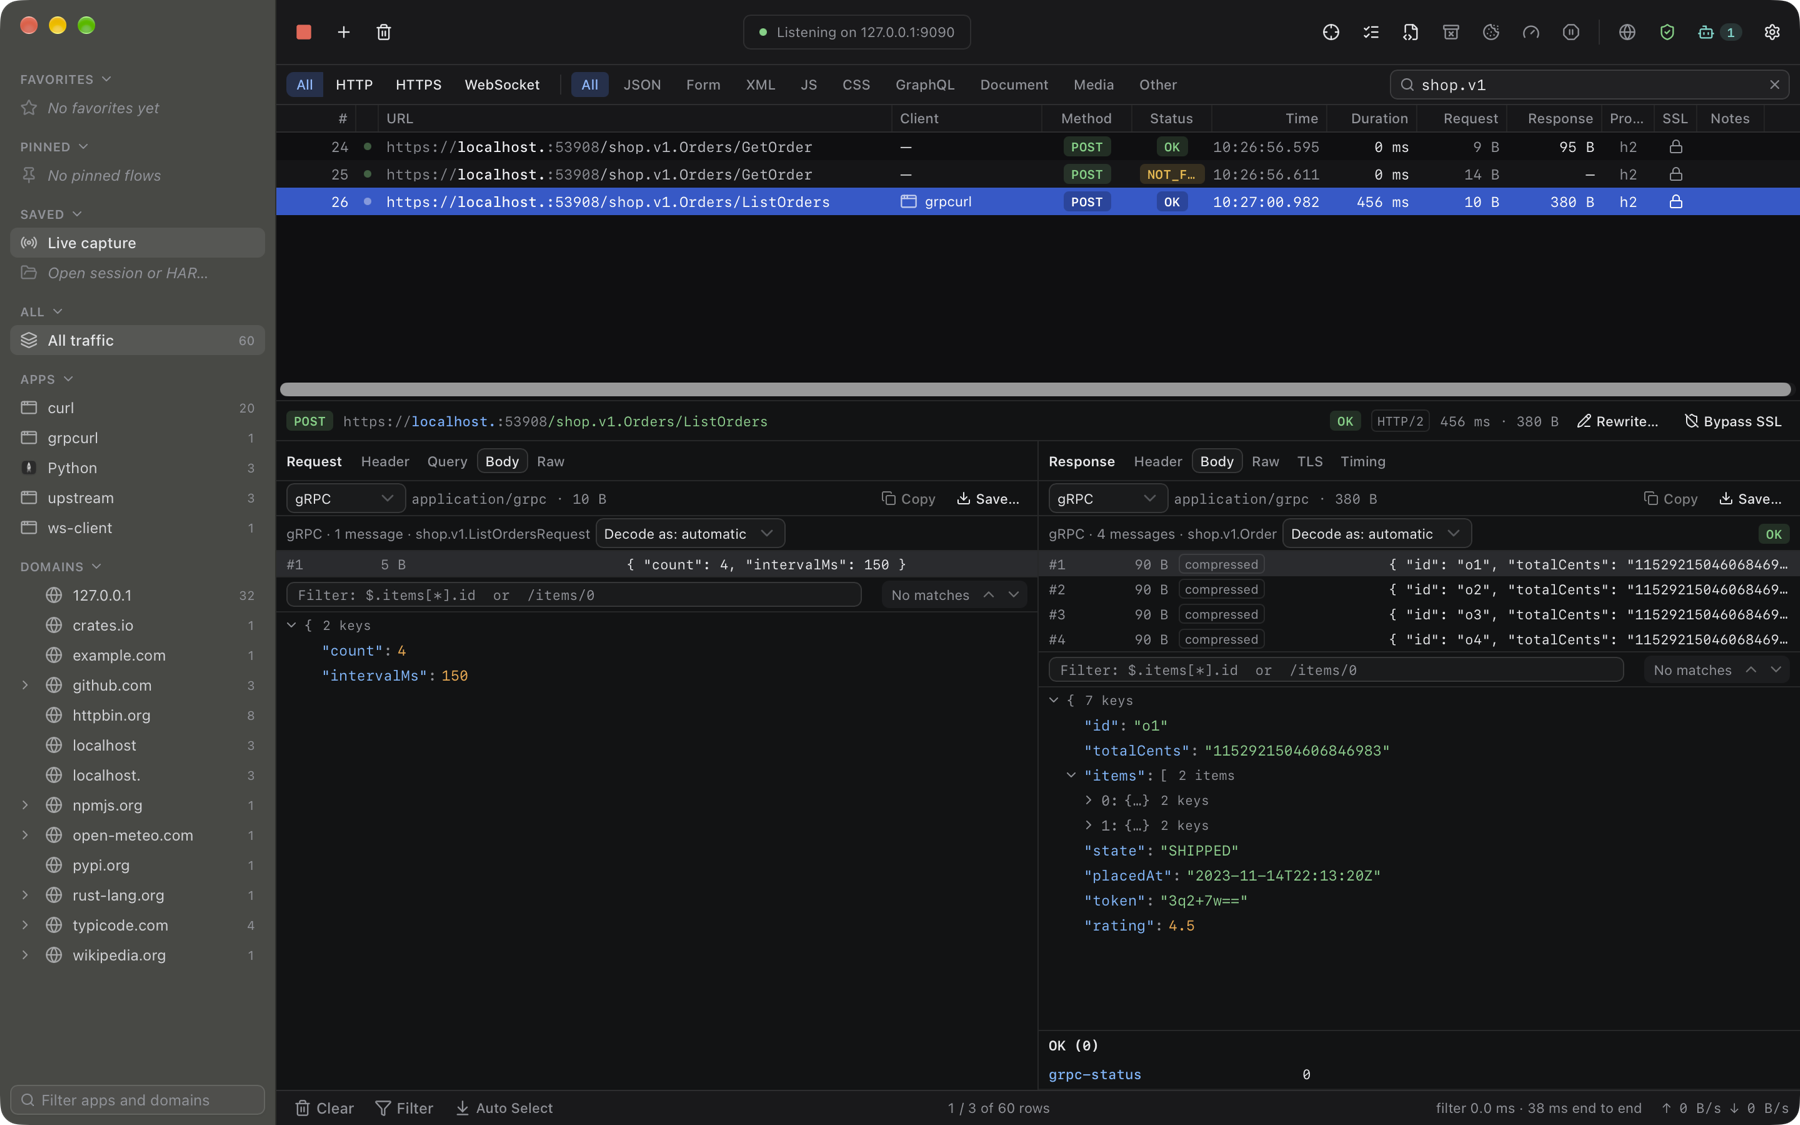 FAVORITES
No favorites yet
PINNED
No pinned flows
SAVED
Live capture
Open session or HAR...
ALL
All traffic 60
APPS
curl 20
grpcurl 1
Python 3
upstream 3
ws-client 1
DOMAINS
127.0.0.1 32
crates.io 1
example.com 1
github.com 3
httpbin.org 8
localhost 3
localhost. 3
npmjs.org 1
open-meteo.com 1
pypi.org 1
rust-lang.org 1
typicode.com 4
wikipedia.org 1
Filter apps and domains
Listening on 127.0.0.1:9090
1
All HTTP HTTPS WebSocket All JSON Form XML JS CSS GraphQL Document Media Other shop.v1
# URL Client Method Status Time Duration Request Response Pro... SSL Notes
24 https://localhost.:53908/shop.v1.Orders/GetOrder — POST OK 10:26:56.595 0 ms 9 B 95 B h2
25 https://localhost.:53908/shop.v1.Orders/GetOrder — POST NOT_F… 10:26:56.611 0 ms 14 B — h2
26 https://localhost.:53908/shop.v1.Orders/ListOrders grpcurl POST OK 10:27:00.982 456 ms 10 B 380 B h2
POST https://localhost.:53908/shop.v1.Orders/ListOrders OK HTTP/2 456 ms · 380 B Rewrite... Bypass SSL
Request Header Query Body Raw
gRPC application/grpc · 10 B Copy Save...
gRPC · 1 message · shop.v1.ListOrdersRequest Decode as: automatic
#1 5 B { "count": 4, "intervalMs": 150 }
Filter: $.items[*].id or /items/0 No matches
{ 2 keys
"count": 4
"intervalMs": 150
Response Header Body Raw TLS Timing
gRPC application/grpc · 380 B Copy Save...
gRPC · 4 messages · shop.v1.Order Decode as: automatic OK
#1 90 B compressed { "id": "o1", "totalCents": "11529215046068469…
#2 90 B compressed { "id": "o2", "totalCents": "11529215046068469…
#3 90 B compressed { "id": "o3", "totalCents": "11529215046068469…
#4 90 B compressed { "id": "o4", "totalCents": "11529215046068469…
Filter: $.items[*].id or /items/0 No matches
{ 7 keys
"id": "o1"
"totalCents": "1152921504606846983"
"items": [ 2 items
0: {…} 2 keys
1: {…} 2 keys
"state": "SHIPPED"
"placedAt": "2023-11-14T22:13:20Z"
"token": "3q2+7w=="
"rating": 4.5
OK (0)
grpc-status 0
Clear Filter Auto Select 1 / 3 of 60 rows filter 0.0 ms · 38 ms end to end ↑ 0 B/s ↓ 0 B/s